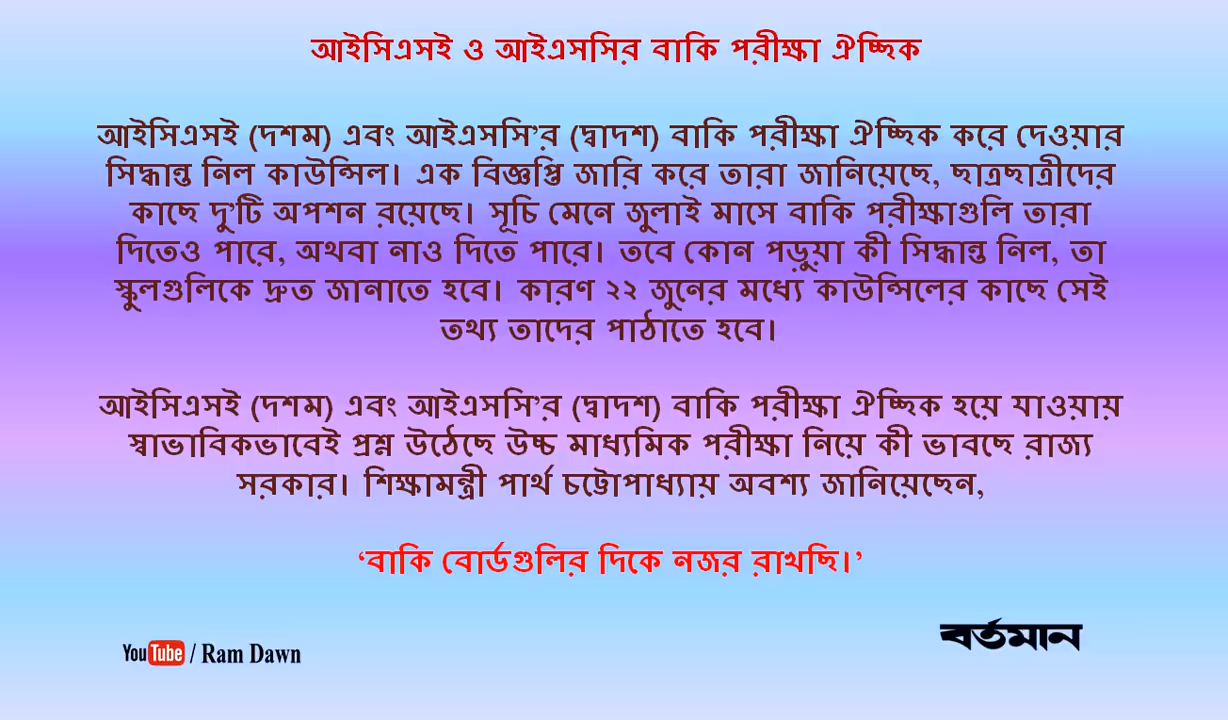 আইসিএসই ও আইএসসির বাকি পরীক্ষা ঐচ্ছিক
আইসিএসই (দশম) এবং আইএসসি’র (দ্বাদশ) বাকি পরীক্ষা ঐচ্ছিক করে দেওয়ার
সিদ্ধান্ত নিল কাউন্সিল। এক বিজ্ঞপ্তি জারি করে তারা জানিয়েছে, ছাত্রছাত্রীদের
কাছে দু’টি অপশন রয়েছে। সূচি মেনে জুলাই মাসে বাকি পরীক্ষাগুলি তারা
দিতেও পারে, অথবা নাও দিতে পারে। তবে কোন পড়ুয়া কী সিদ্ধান্ত নিল, তা
স্কুলগুলিকে দ্রুত জানাতে হবে। কারণ ২২ জুনের মধ্যে কাউন্সিলের কাছে সেই
তথ্য তাদের পাঠাতে হবে।
আইসিএসই (দশম) এবং আইএসসি’র (দ্বাদশ) বাকি পরীক্ষা ঐচ্ছিক হয়ে যাওয়ায়
স্বাভাবিকভাবেই প্রশ্ন উঠেছে উচ্চ মাধ্যমিক পরীক্ষা নিয়ে কী ভাবছে রাজ্য
সরকার। শিক্ষামন্ত্রী পার্থ চট্টোপাধ্যায় অবশ্য জানিয়েছেন,
‘বাকি বোর্ডগুলির দিকে নজর রাখছি।’
বর্তমান
YouTube / Ram Dawn